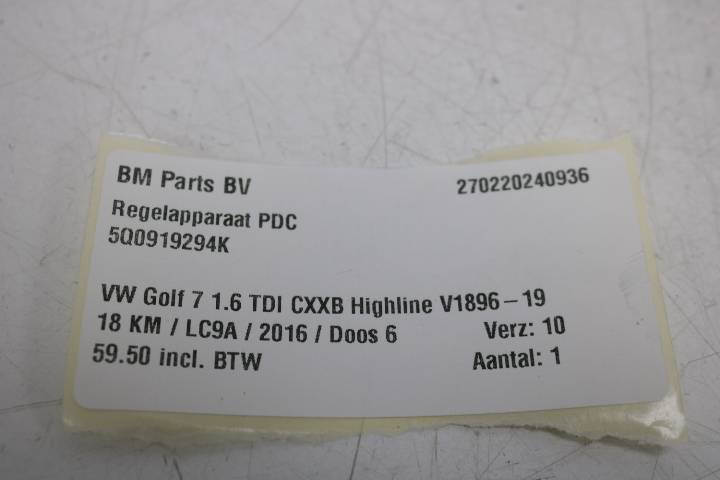 BM Parts BV 270220240936
Regelapparaat PDC
5Q0919294K
VW Golf 7 1.6 TDI CXXB Highline V1896-19
18 KM / LC9A / 2016 / Doos 6 Verz: 10
59.50 incl. BTW Aantal: 1